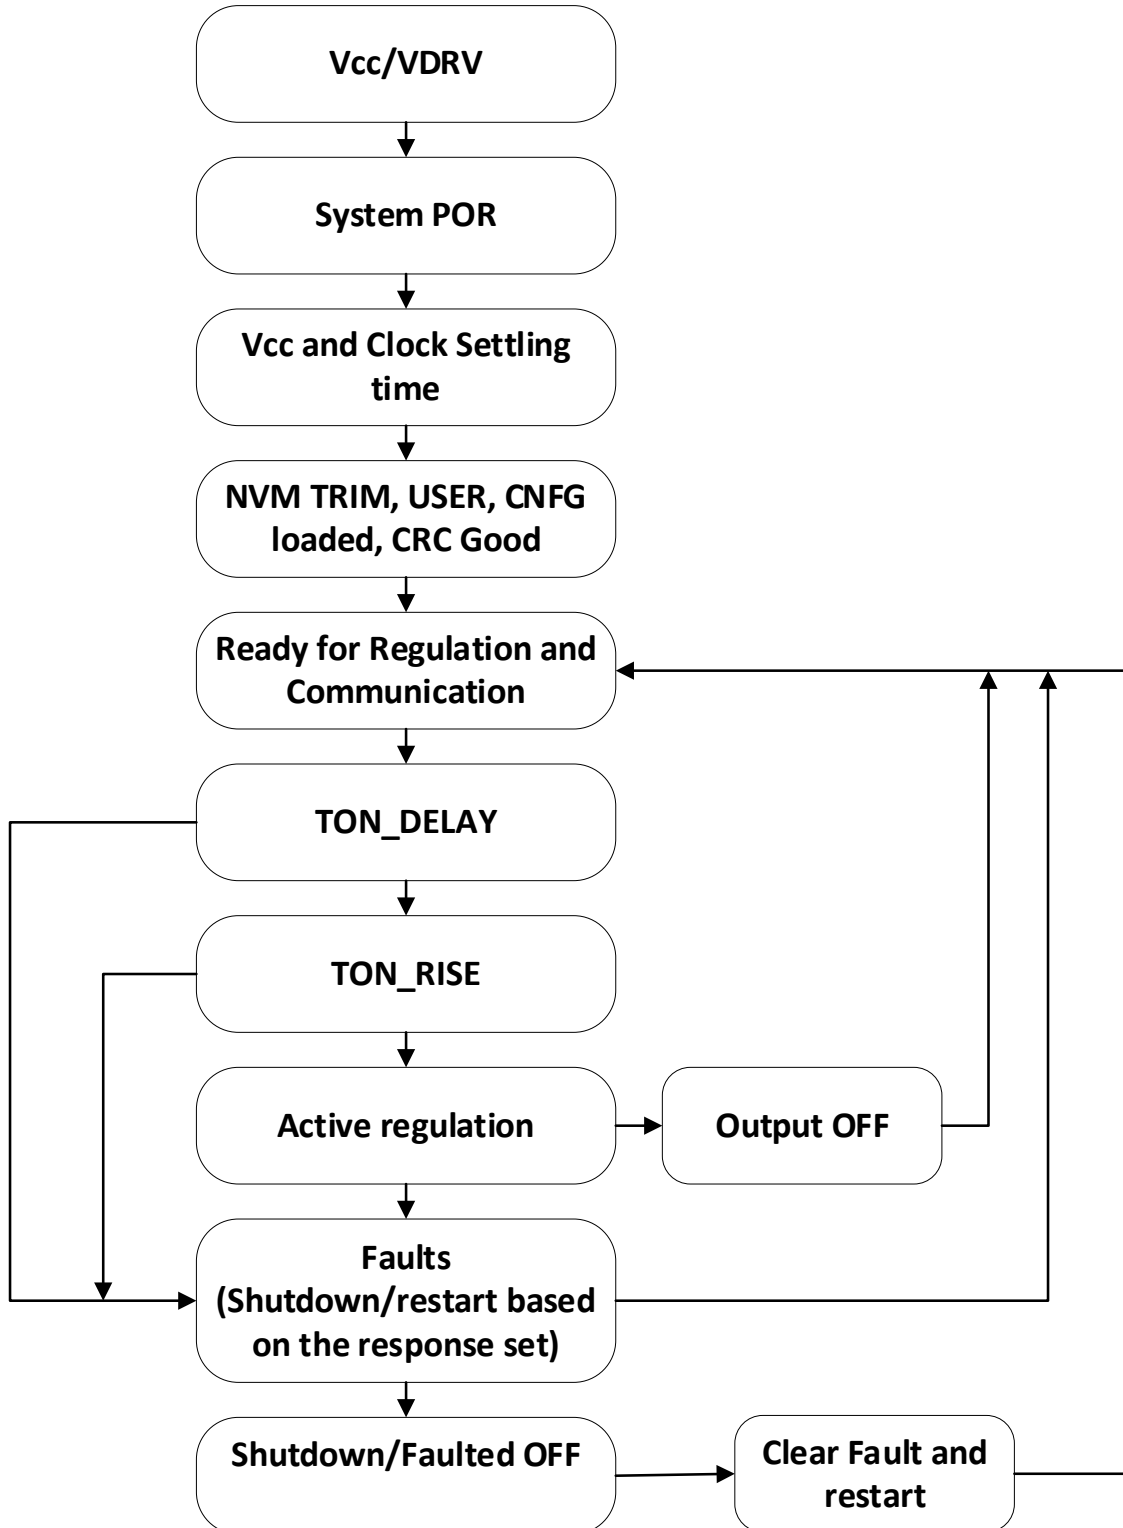 Vcc/VDRV
System POR
Vcc and Clock Settling
time
NVM TRIM, USER, CNFG
loaded, CRC Good
Ready for Regulation and
Communication
TON_DELAY
TON_RISE
Active regulation
Output OFF
Faults
(Shutdown/restart based
on the response set)
Shutdown/Faulted OFF
Clear Fault and
restart